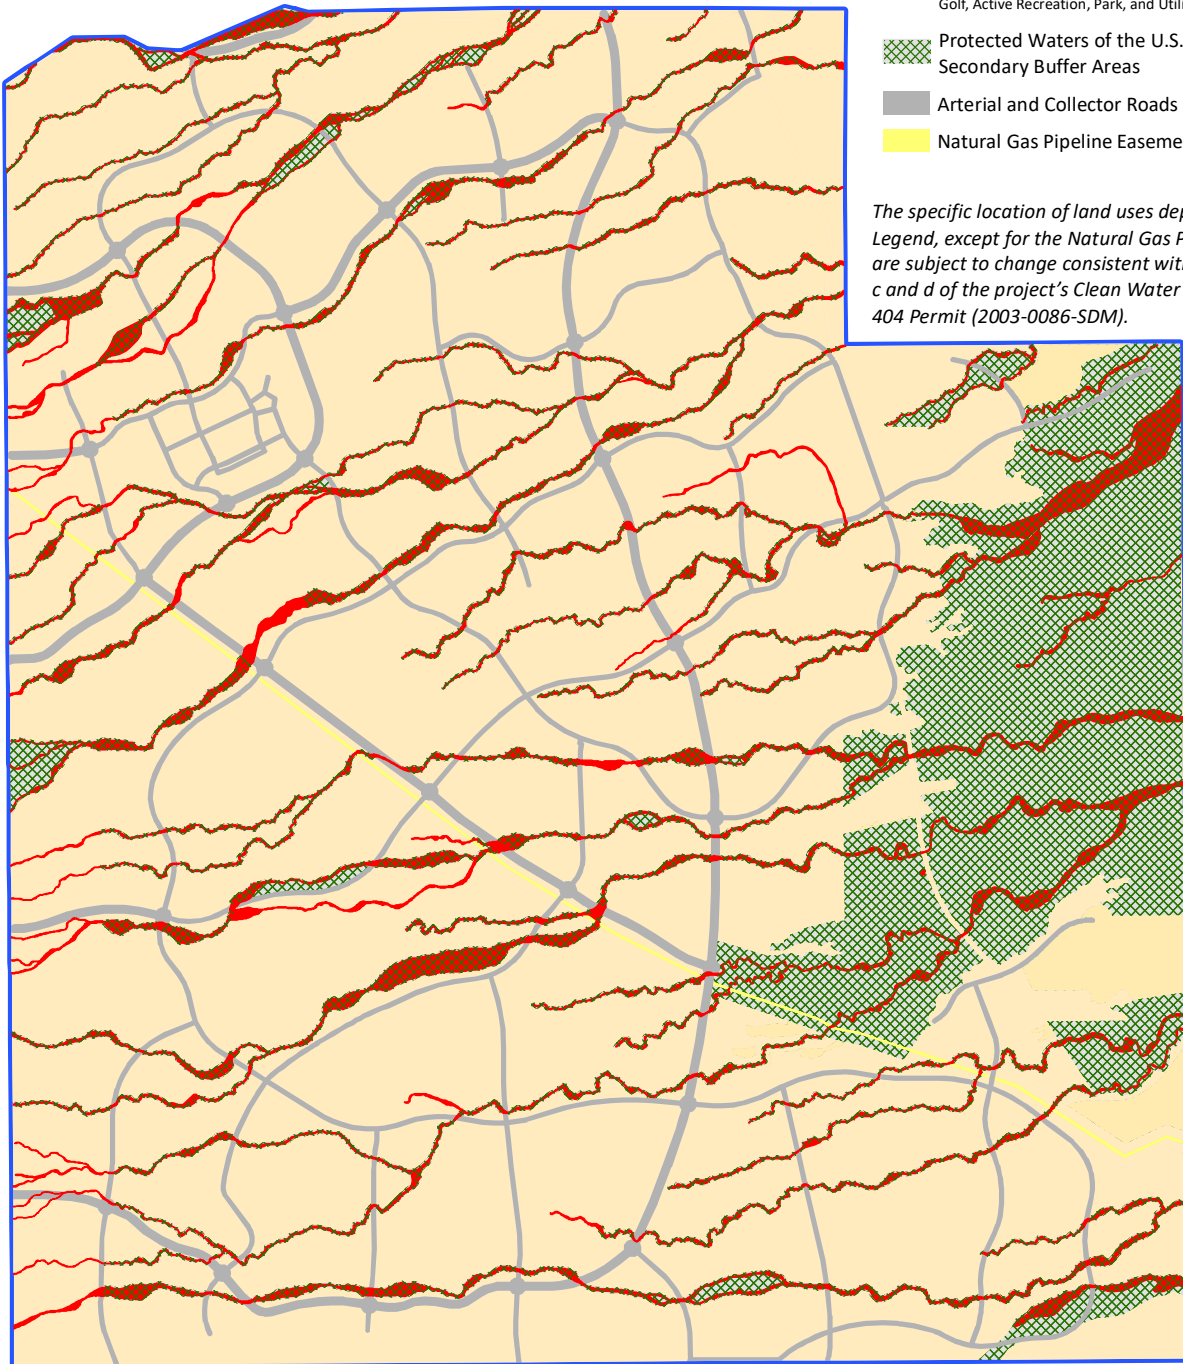 Golf, Active Recreation, Park, and Utili
Protected Waters of the U.S.
Secondary Buffer Areas
Arterial and Collector Roads
Natural Gas Pipeline Easeme
The specific location of land uses dep
Legend, except for the Natural Gas P
are subject to change consistent wit
c and d of the project's Clean Water
404 Permit (2003-0086-SDM).